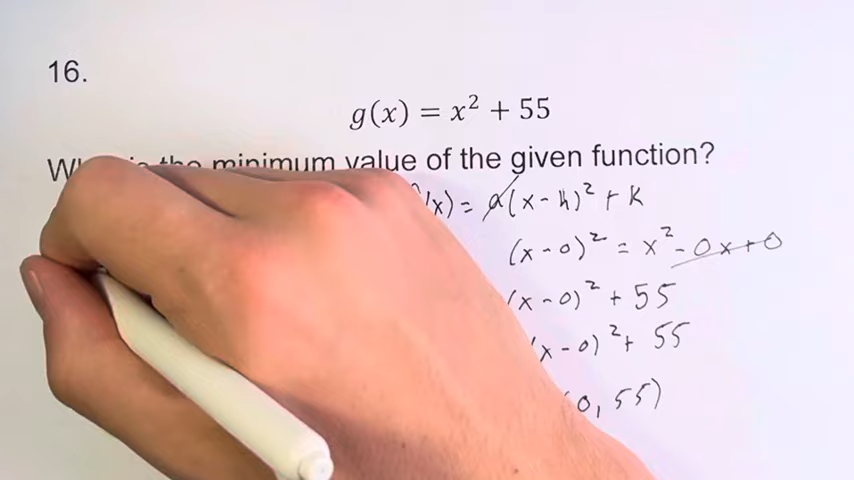 16.
g(x) = x² + 55
the minimum value of the given function?
(x) = a(x - h)² + k
(x - 0)² = x² - 0x + 0
(x - 0)² + 55
(x - 0)² + 55
(0, 55)